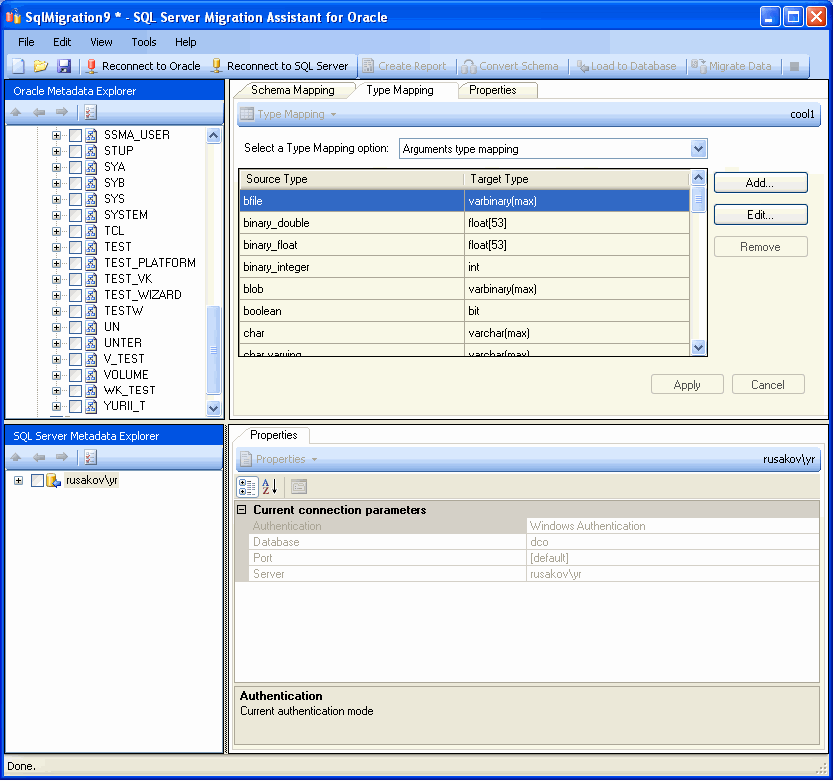 SqlMigration9 * - SQL Server Migration Assistant for Oracle
File Edit View Tools Help
Reconnect to Oracle Reconnect to SQL Server Create Report Convert Schema Load to Database Migrate Data
Oracle Metadata Explorer
SSMA_USER
STUP
SYA
SYB
SYS
SYSTEM
TCL
TEST
TEST_PLATFORM
TEST_VK
TEST_WIZARD
TESTW
UN
UNTER
V_TEST
VOLUME
WK_TEST
YURII_T
Schema Mapping Type Mapping Properties
Type Mapping cool1
Select a Type Mapping option: Arguments type mapping
Source Type Target Type
bfile varbinary(max)
binary_double float[53]
binary_float float[53]
binary_integer int
blob varbinary(max)
boolean bit
char varchar(max)
char varying varchar(max)
Add...
Edit...
Remove
Apply Cancel
SQL Server Metadata Explorer
rusakov\yr
Properties
Properties rusakov\yr
Current connection parameters
Authentication Windows Authentication
Database dco
Port [default]
Server rusakov\yr
Authentication
Current authentication mode
Done.